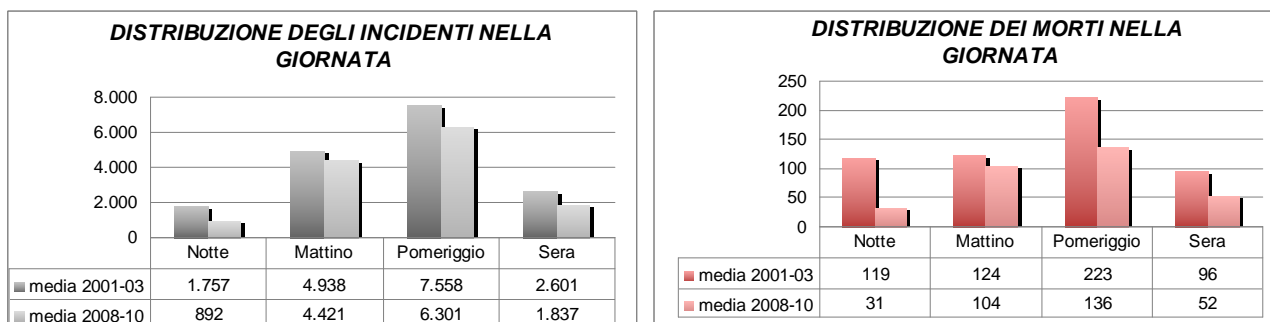 DISTRIBUZIONE DEGLI INCIDENTI NELLA
GIORNATA
8.000
6.000
4.000
2.000
0
Notte Mattino Pomeriggio Sera
media 2001-03 1.757 4.938 7.558 2.601
media 2008-10 892 4.421 6.301 1.837
DISTRIBUZIONE DEI MORTI NELLA
GIORNATA
250
200
150
100
50
0
Notte Mattino Pomeriggio Sera
media 2001-03 119 124 223 96
media 2008-10 31 104 136 52